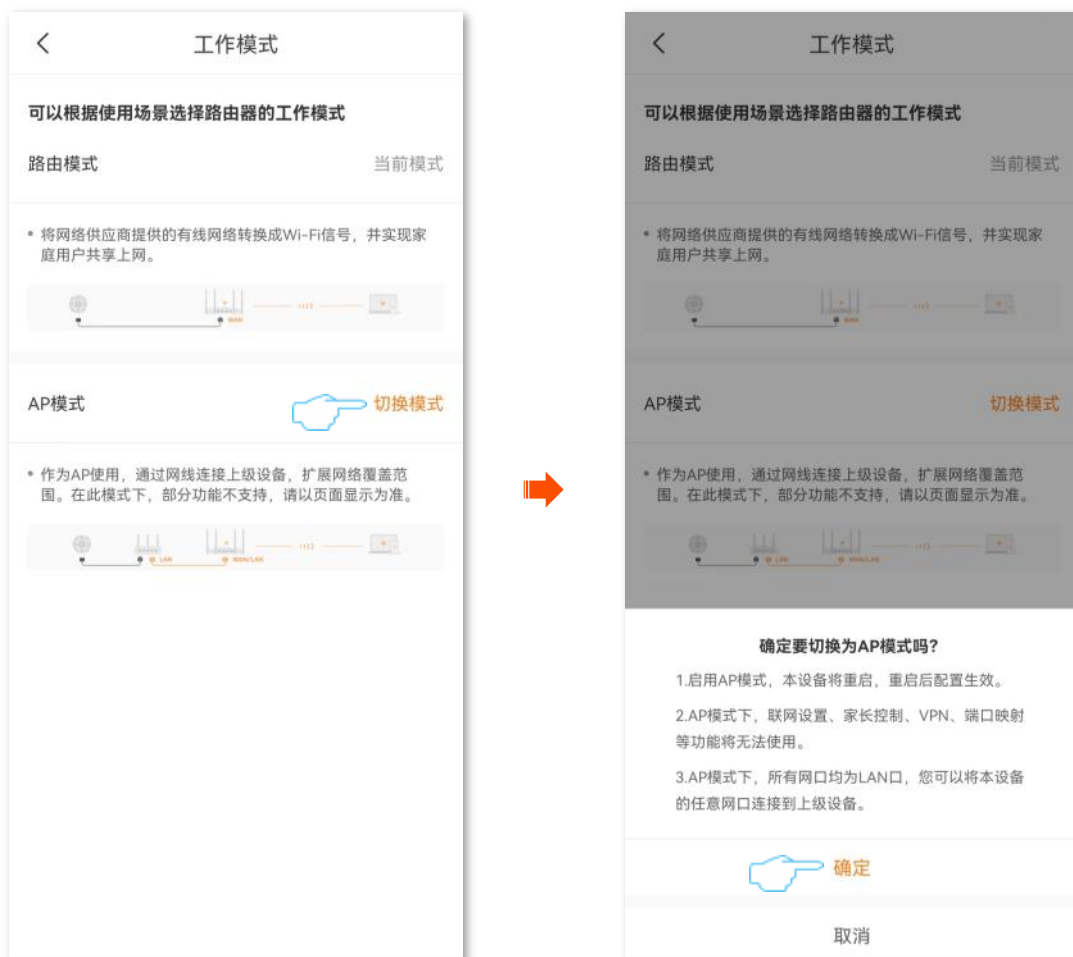 工作模式
可以根据使用场景选择路由器的工作模式
路由模式 当前模式
• 将网络供应商提供的有线网络转换成Wi-Fi信号，并实现家
庭用户共享上网。
WAN
AP模式 切换模式
• 作为AP使用，通过网线连接上级设备，扩展网络覆盖范
围。在此模式下，部分功能不支持，请以页面显示为准。
LAN WAN/LAN
工作模式
可以根据使用场景选择路由器的工作模式
路由模式 当前模式
• 将网络供应商提供的有线网络转换成Wi-Fi信号，并实现家
庭用户共享上网。
WAN
AP模式 切换模式
• 作为AP使用，通过网线连接上级设备，扩展网络覆盖范
围。在此模式下，部分功能不支持，请以页面显示为准。
LAN WAN/LAN
确定要切换为AP模式吗?
1.启用AP模式，本设备将重启，重启后配置生效。
2.AP模式下，联网设置、家长控制、VPN、端口映射
等功能将无法使用。
3.AP模式下，所有网口均为LAN口，您可以将本设备
的任意网口连接到上级设备。
确定
取消